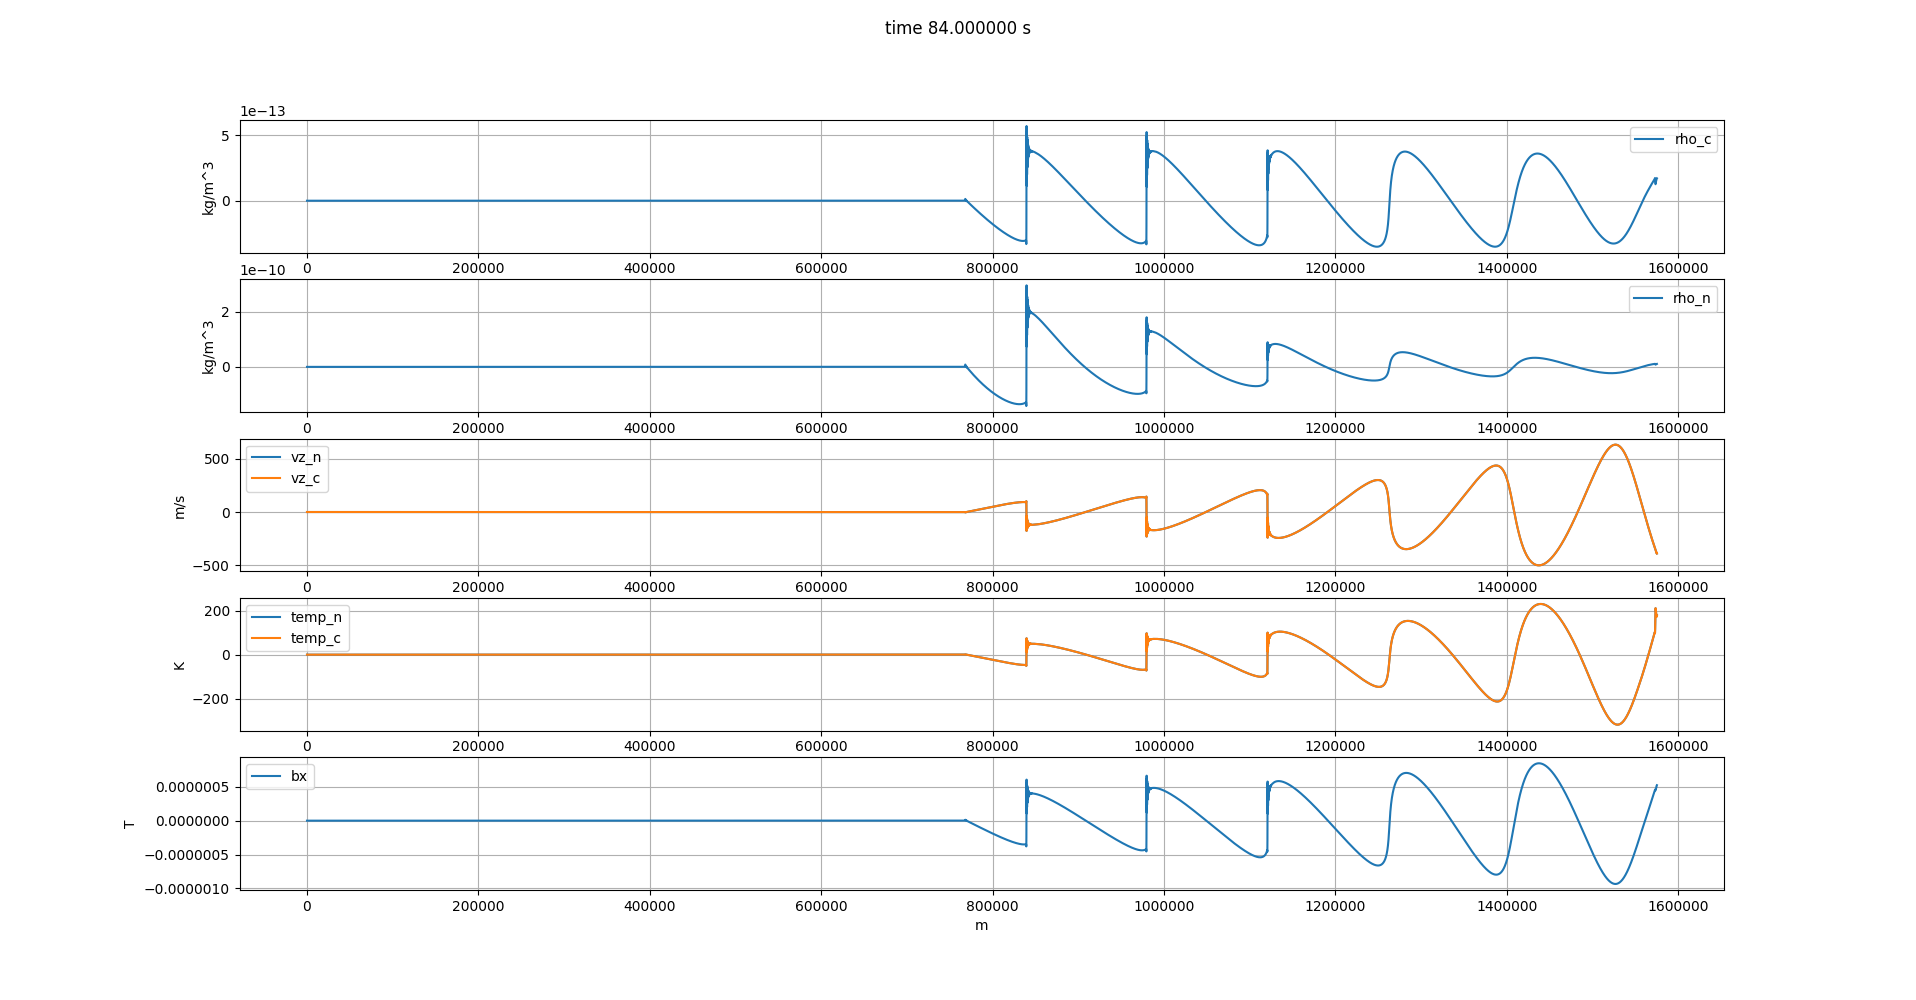 time 84.000000 s
1e−13
5
0
kg/m^3
rho_c
0 200000 400000 600000 800000 1000000 1200000 1400000 1600000
1e−10
2
0
kg/m^3
rho_n
0 200000 400000 600000 800000 1000000 1200000 1400000 1600000
500
0
−500
m/s
vz_n
vz_c
0 200000 400000 600000 800000 1000000 1200000 1400000 1600000
200
0
−200
K
temp_n
temp_c
0 200000 400000 600000 800000 1000000 1200000 1400000 1600000
0.0000005
0.0000000
−0.0000005
−0.0000010
T
bx
0 200000 400000 600000 800000 1000000 1200000 1400000 1600000
m